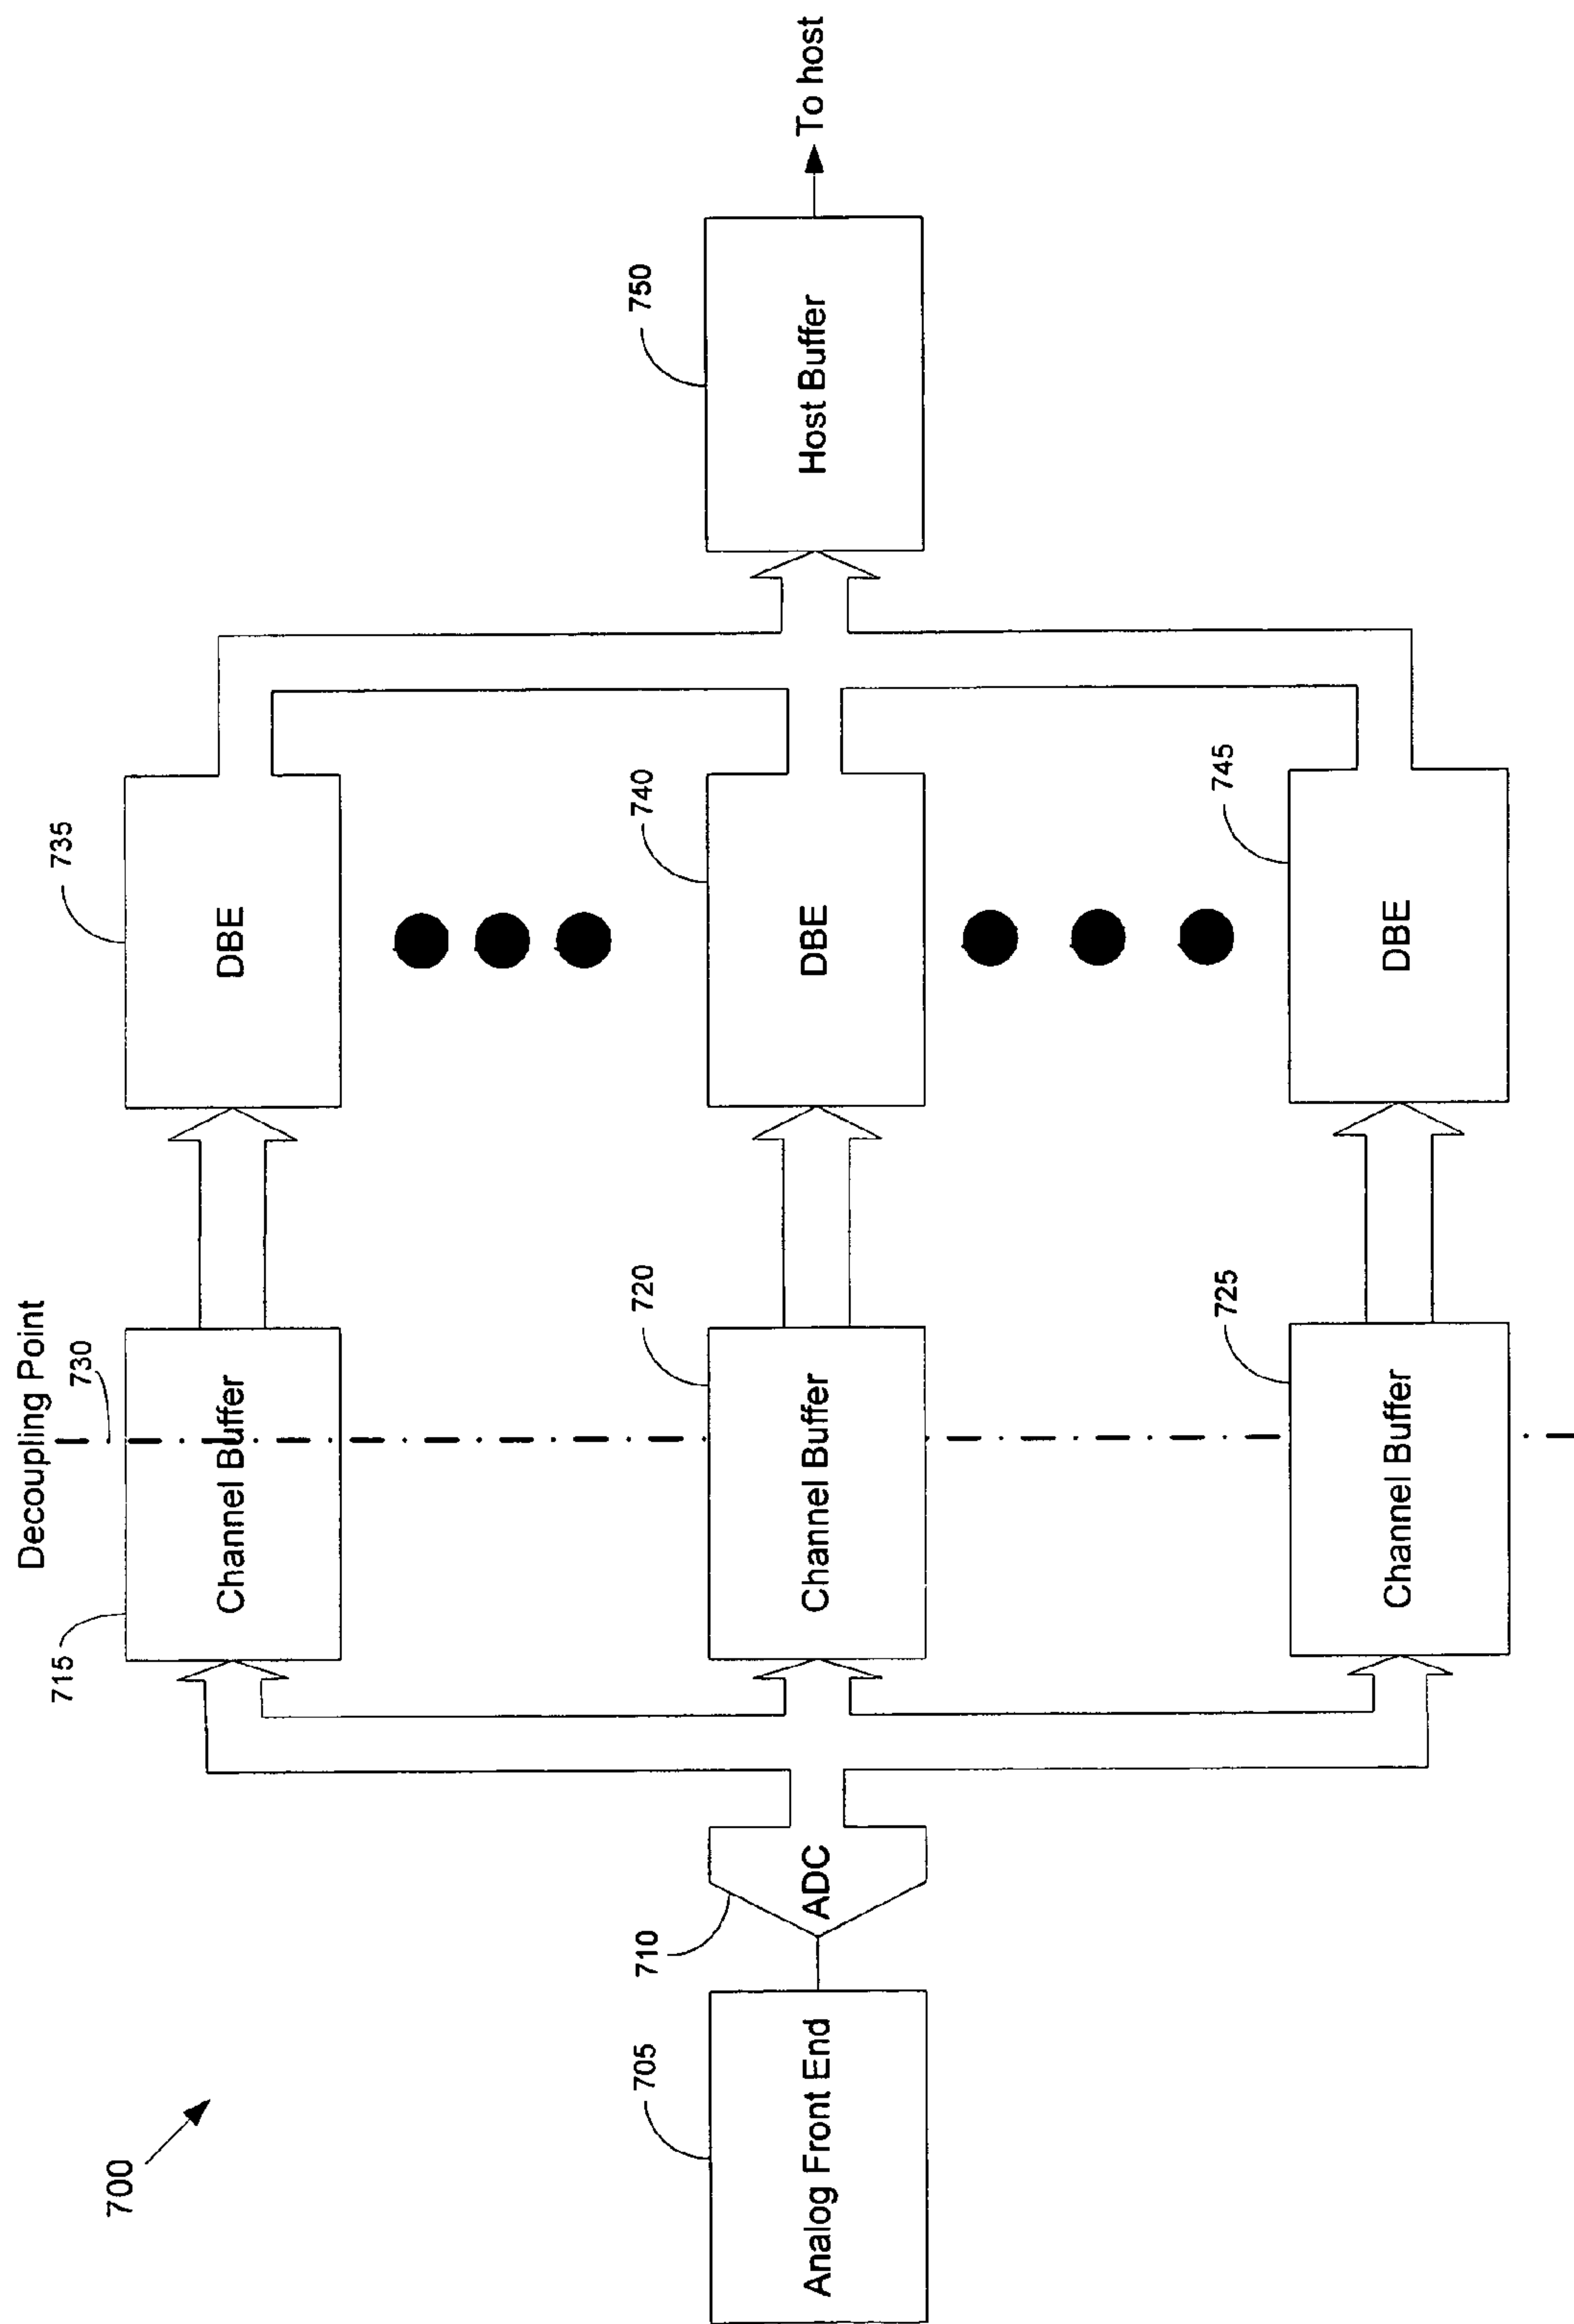 700
Decoupling Point
730
715
Channel Buffer
735
DBE
705
Analog Front End
710
ADC
720
Channel Buffer
740
DBE
750
Host Buffer
To host
725
Channel Buffer
745
DBE